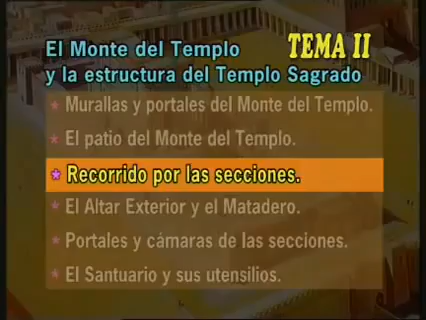 El Monte del Templo
TEMA II
y la estructura del Templo Sagrado
* Murallas y portales del Monte del Templo.
* El patio del Monte del Templo.
* Recorrido por las secciones.
* El Altar Exterior y el Matadero.
* Portales y cámaras de las secciones.
* El Santuario y sus utensilios.